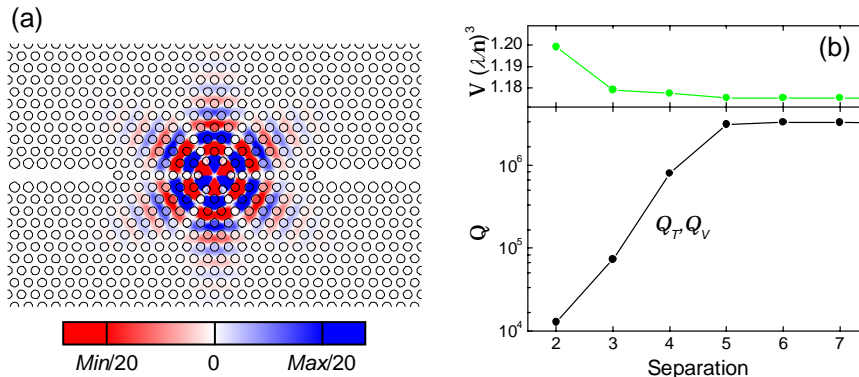 (a)
Min/20 0 Max/20
(b)
V (λ/n)³
1.20
1.19
1.18
Q
10⁶
10⁵
10⁴
Q_T, Q_V
2 3 4 5 6 7
Separation